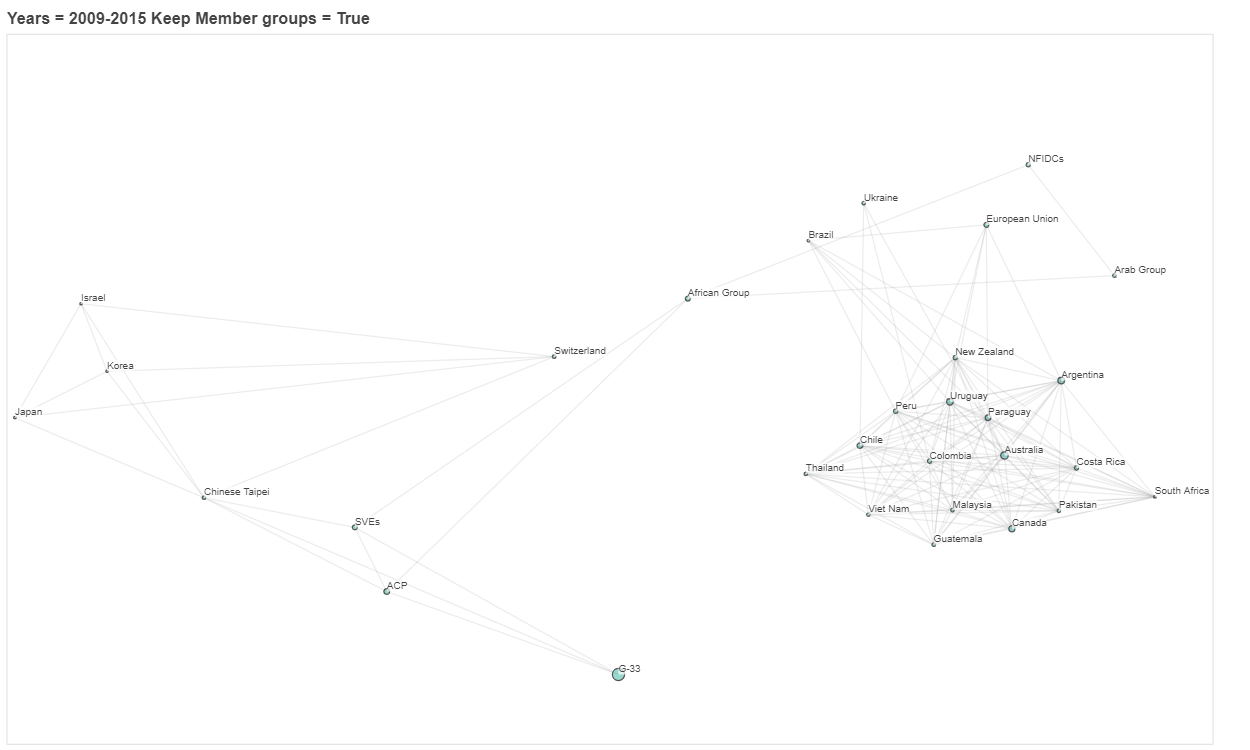 Years = 2009-2015 Keep Member groups = True
NFIDCs
Ukraine
European Union
Brazil
Arab Group
African Group
Israel
Switzerland
New Zealand
Korea
Argentina
Uruguay
Peru
Paraguay
Japan
Chile
Australia
Colombia
Costa Rica
Thailand
Chinese Taipei
South Africa
Malaysia
Pakistan
Viet Nam
SVEs
Canada
Guatemala
ACP
G-33